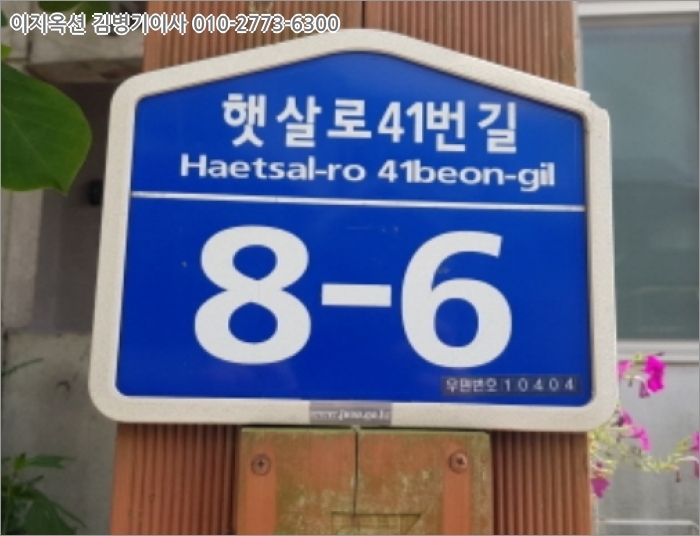 이지옥션 김병기이사 010-2773-6300
햇살로41번길
Haetsal-ro 41beon-gil
8-6
우편번호 10404